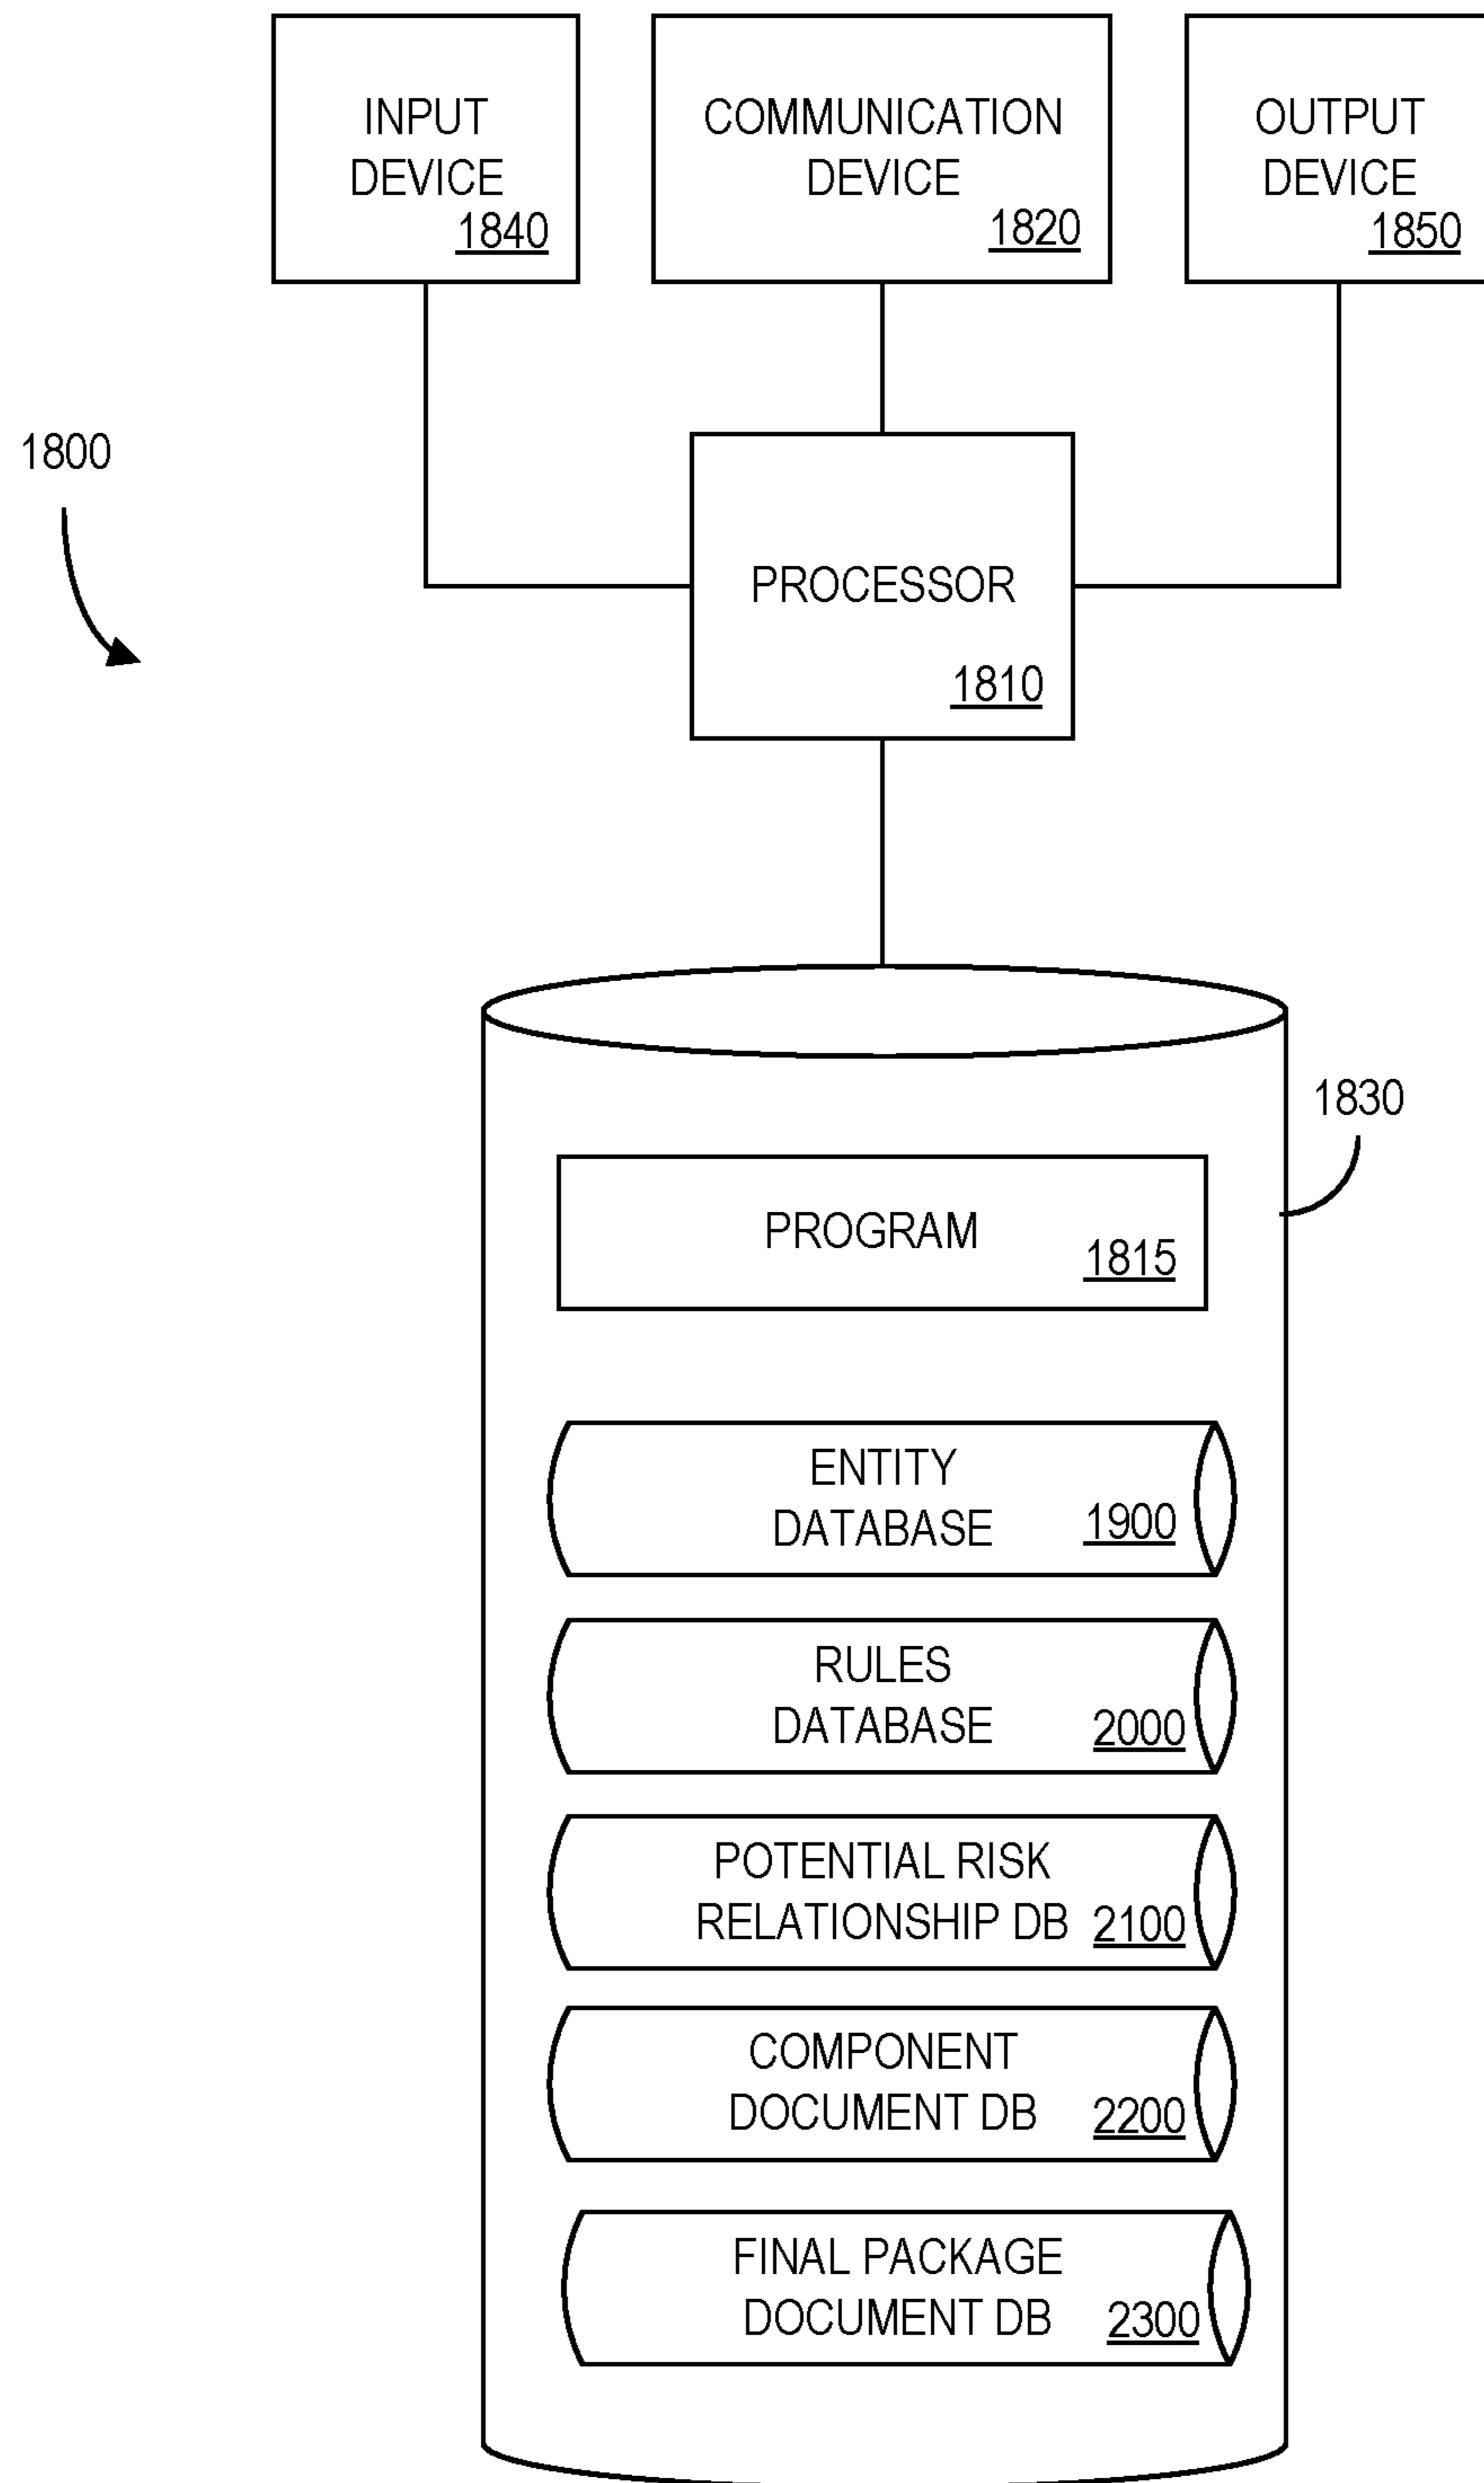 INPUT
DEVICE
1840
COMMUNICATION
DEVICE
1820
OUTPUT
DEVICE
1850
1800
PROCESSOR
1810
1830
PROGRAM
1815
ENTITY
DATABASE
1900
RULES
DATABASE
2000
POTENTIAL RISK
RELATIONSHIP DB
2100
COMPONENT
DOCUMENT DB
2200
FINAL PACKAGE
DOCUMENT DB
2300